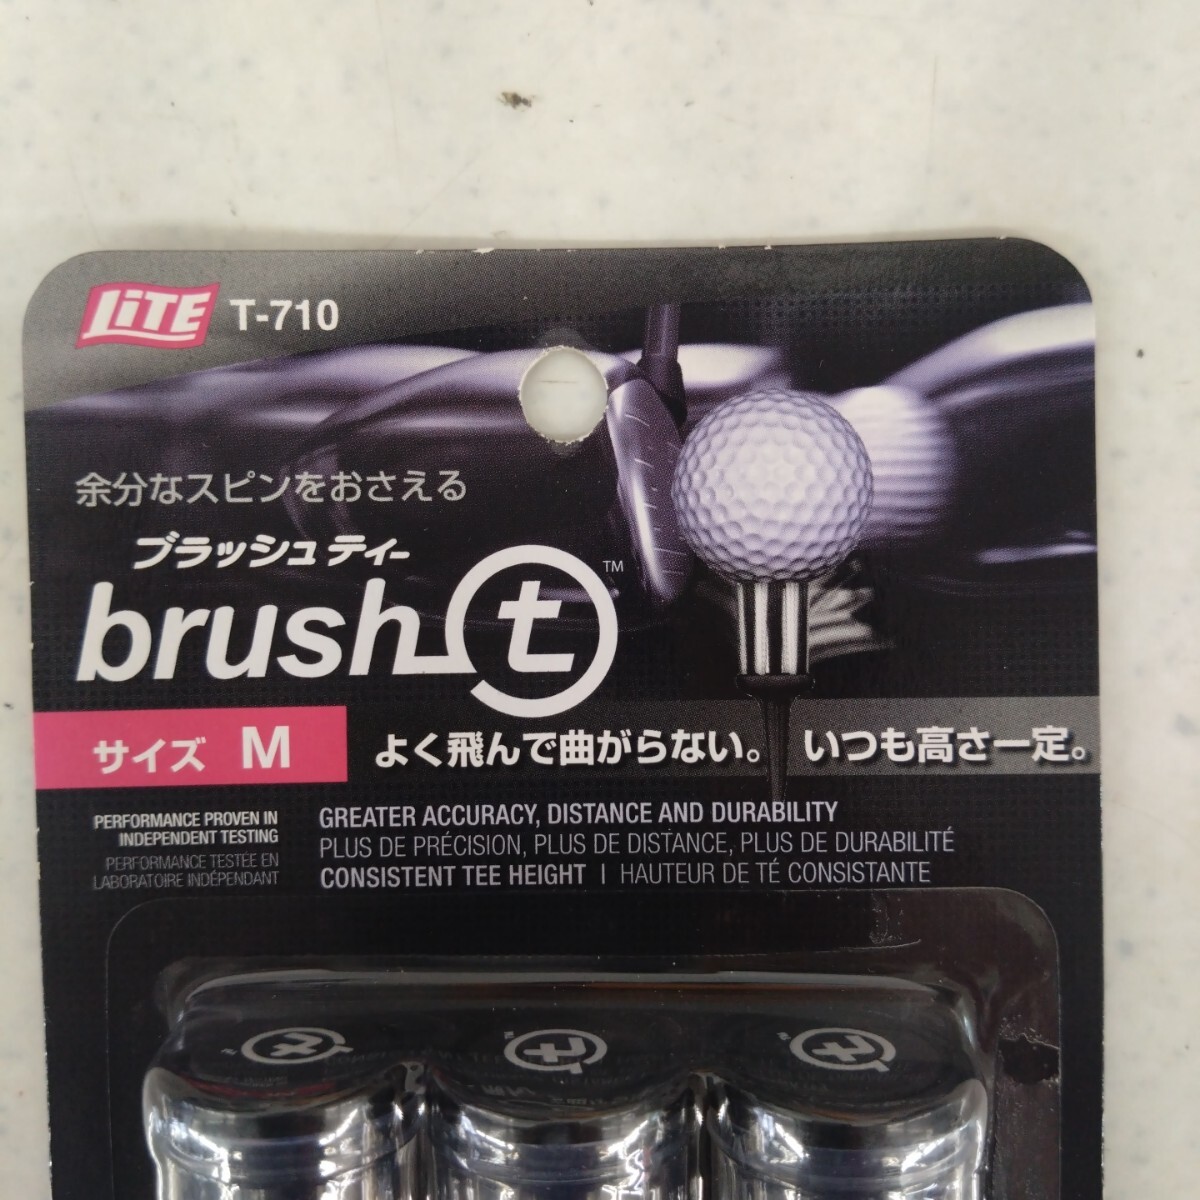 LiTE T-710
余分なスピンをおさえる
ブラッシュ ティー
brush t ™
サイズ M
よく飛んで曲がらない。 いつも高さ一定。
PERFORMANCE PROVEN IN
INDEPENDENT TESTING
PERFORMANCE TESTÉE EN
LABORATOIRE INDÉPENDANT
GREATER ACCURACY, DISTANCE AND DURABILITY
PLUS DE PRÉCISION, PLUS DE DISTANCE, PLUS DE DURABILITÉ
CONSISTENT TEE HEIGHT | HAUTEUR DE TÉ CONSISTANTE
t
t
t